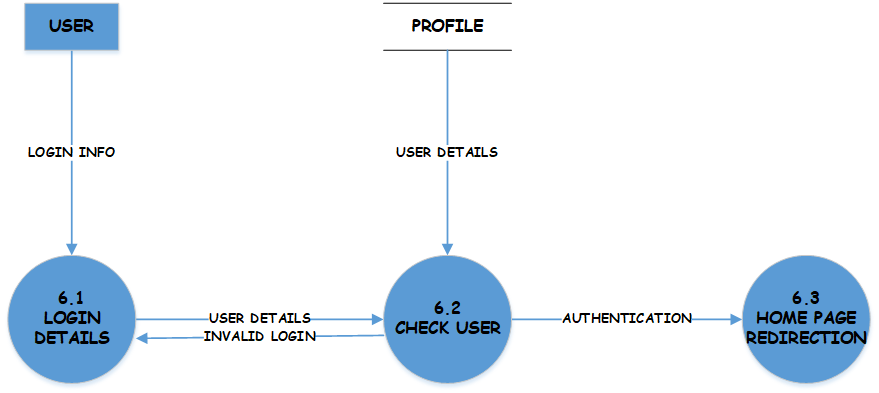 USER
PROFILE
LOGIN INFO
USER DETAILS
6.1
LOGIN
DETAILS
USER DETAILS
INVALID LOGIN
6.2
CHECK USER
AUTHENTICATION
6.3
HOME PAGE
REDIRECTION